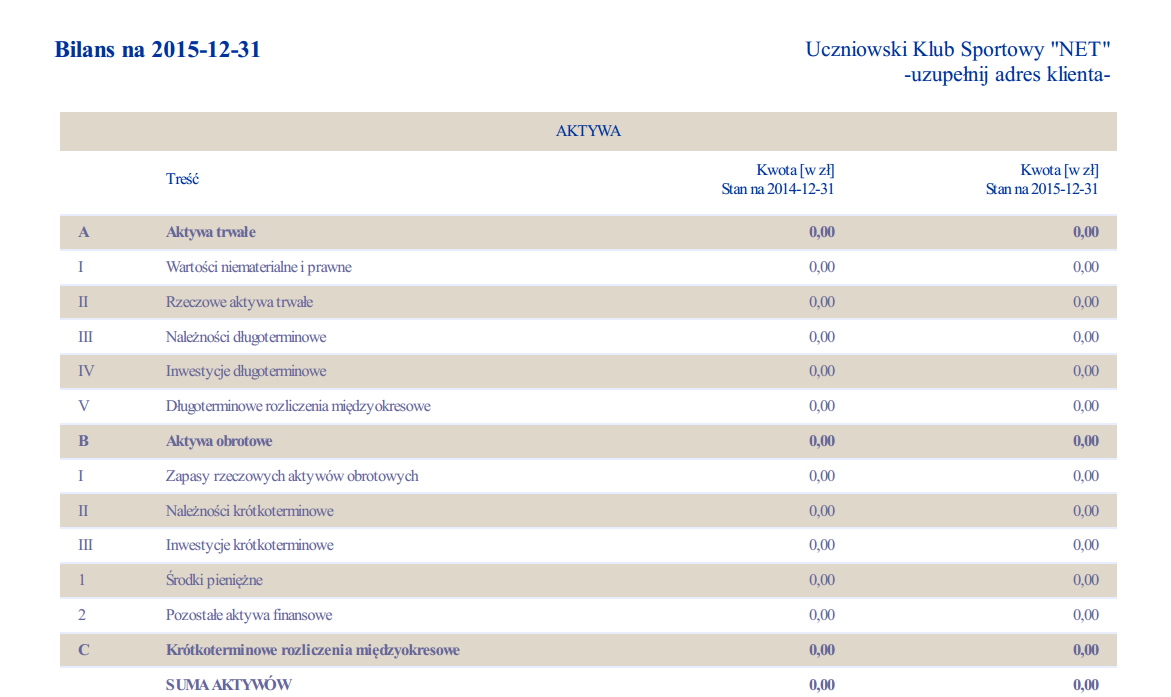 Bilans na 2015-12-31
Uczniowski Klub Sportowy "NET"
-uzupełnij adres klienta-
AKTYWA
Treść
Kwota [w zł]
Stan na 2014-12-31
Kwota [w zł]
Stan na 2015-12-31
A Aktywa trwałe 0,00 0,00
I Wartości niematerialne i prawne 0,00 0,00
II Rzeczowe aktywa trwałe 0,00 0,00
III Należności długoterminowe 0,00 0,00
IV Inwestycje długoterminowe 0,00 0,00
V Długoterminowe rozliczenia międzyokresowe 0,00 0,00
B Aktywa obrotowe 0,00 0,00
I Zapasy rzeczowych aktywów obrotowych 0,00 0,00
II Należności krótkoterminowe 0,00 0,00
III Inwestycje krótkoterminowe 0,00 0,00
1 Środki pieniężne 0,00 0,00
2 Pozostałe aktywa finansowe 0,00 0,00
C Krótkoterminowe rozliczenia międzyokresowe 0,00 0,00
SUMA AKTYWÓW 0,00 0,00